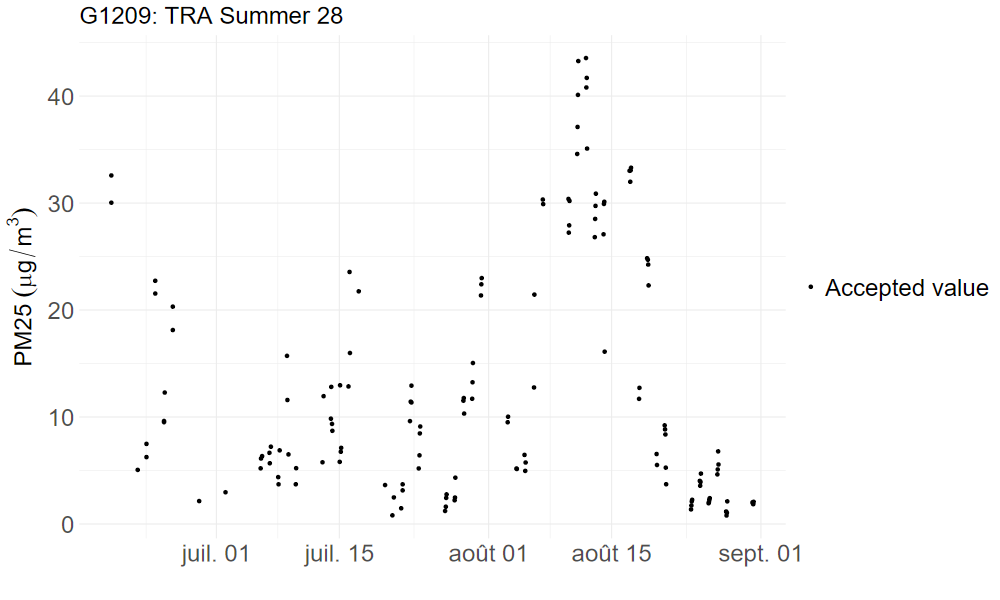 G1209: TRA Summer 28
PM25 (μg/m³)
40
30
20
10
0
juil. 01 juil. 15 août 01 août 15 sept. 01
Accepted value